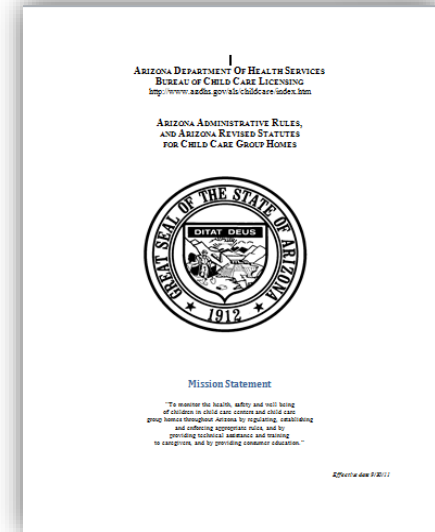 ARIZONA DEPARTMENT OF HEALTH SERVICES
BUREAU OF CHILD CARE LICENSING
http://www.azdhs.gov/als/childcare/index.htm
ARIZONA ADMINISTRATIVE RULES,
AND ARIZONA REVISED STATUTES
FOR CHILD CARE GROUP HOMES
GREAT SEAL OF THE STATE OF ARIZONA
DITAT DEUS
1912
Mission Statement
"To monitor the health, safety and well being
of children in child care centers and child care
group homes throughout Arizona by regulating, establishing
and enforcing appropriate rules, and by
providing technical assistance and training
to caregivers, and by providing consumer education."
Effective date